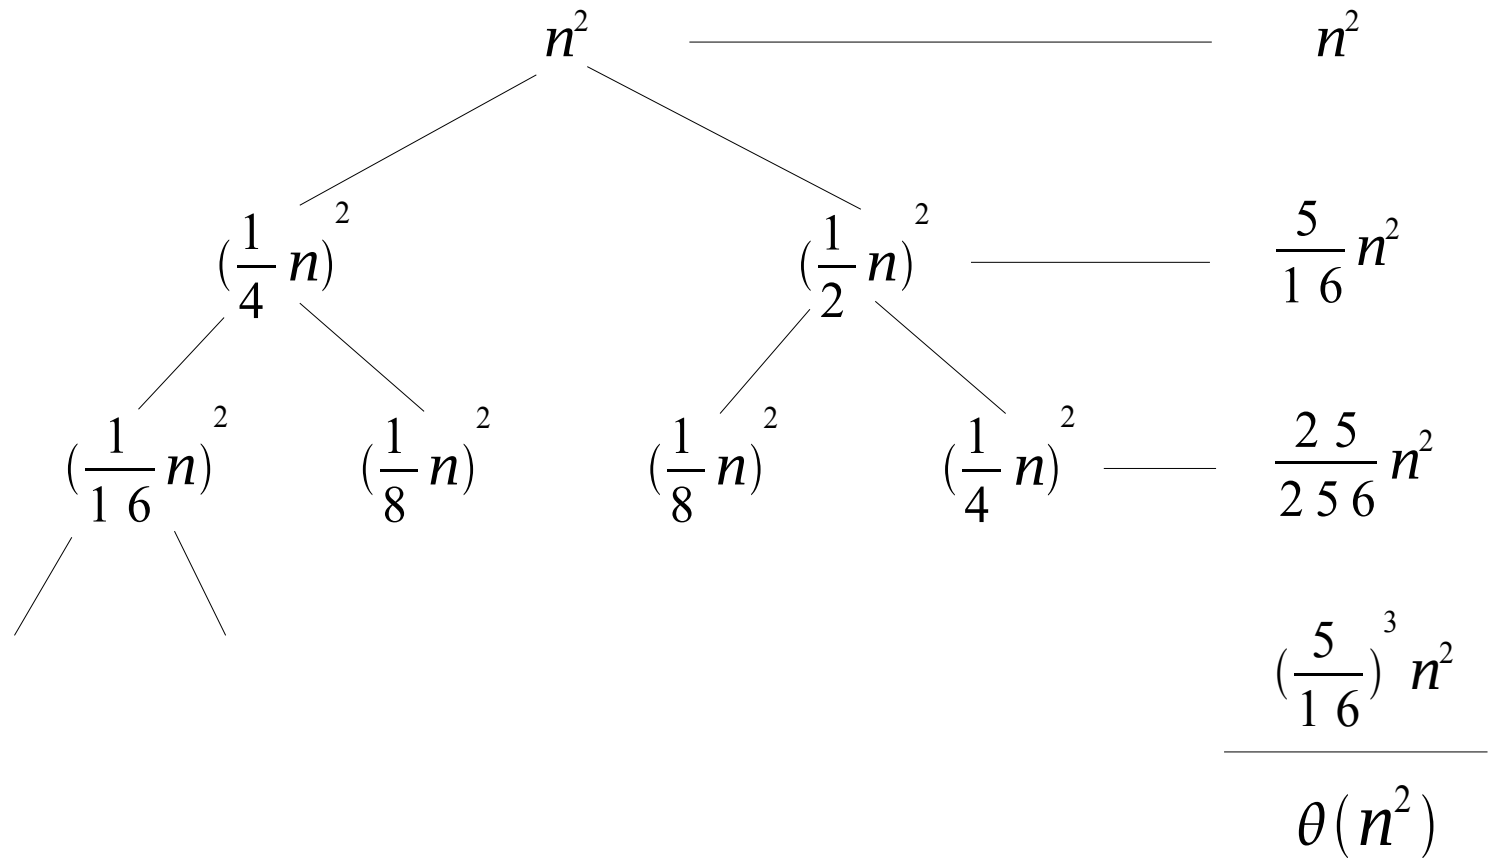 n² n²
(1/4 n)² (1/2 n)² 5/16 n²
(1/16 n)² (1/8 n)² (1/8 n)² (1/4 n)² 25/256 n²
(5/16)³ n²
θ(n²)